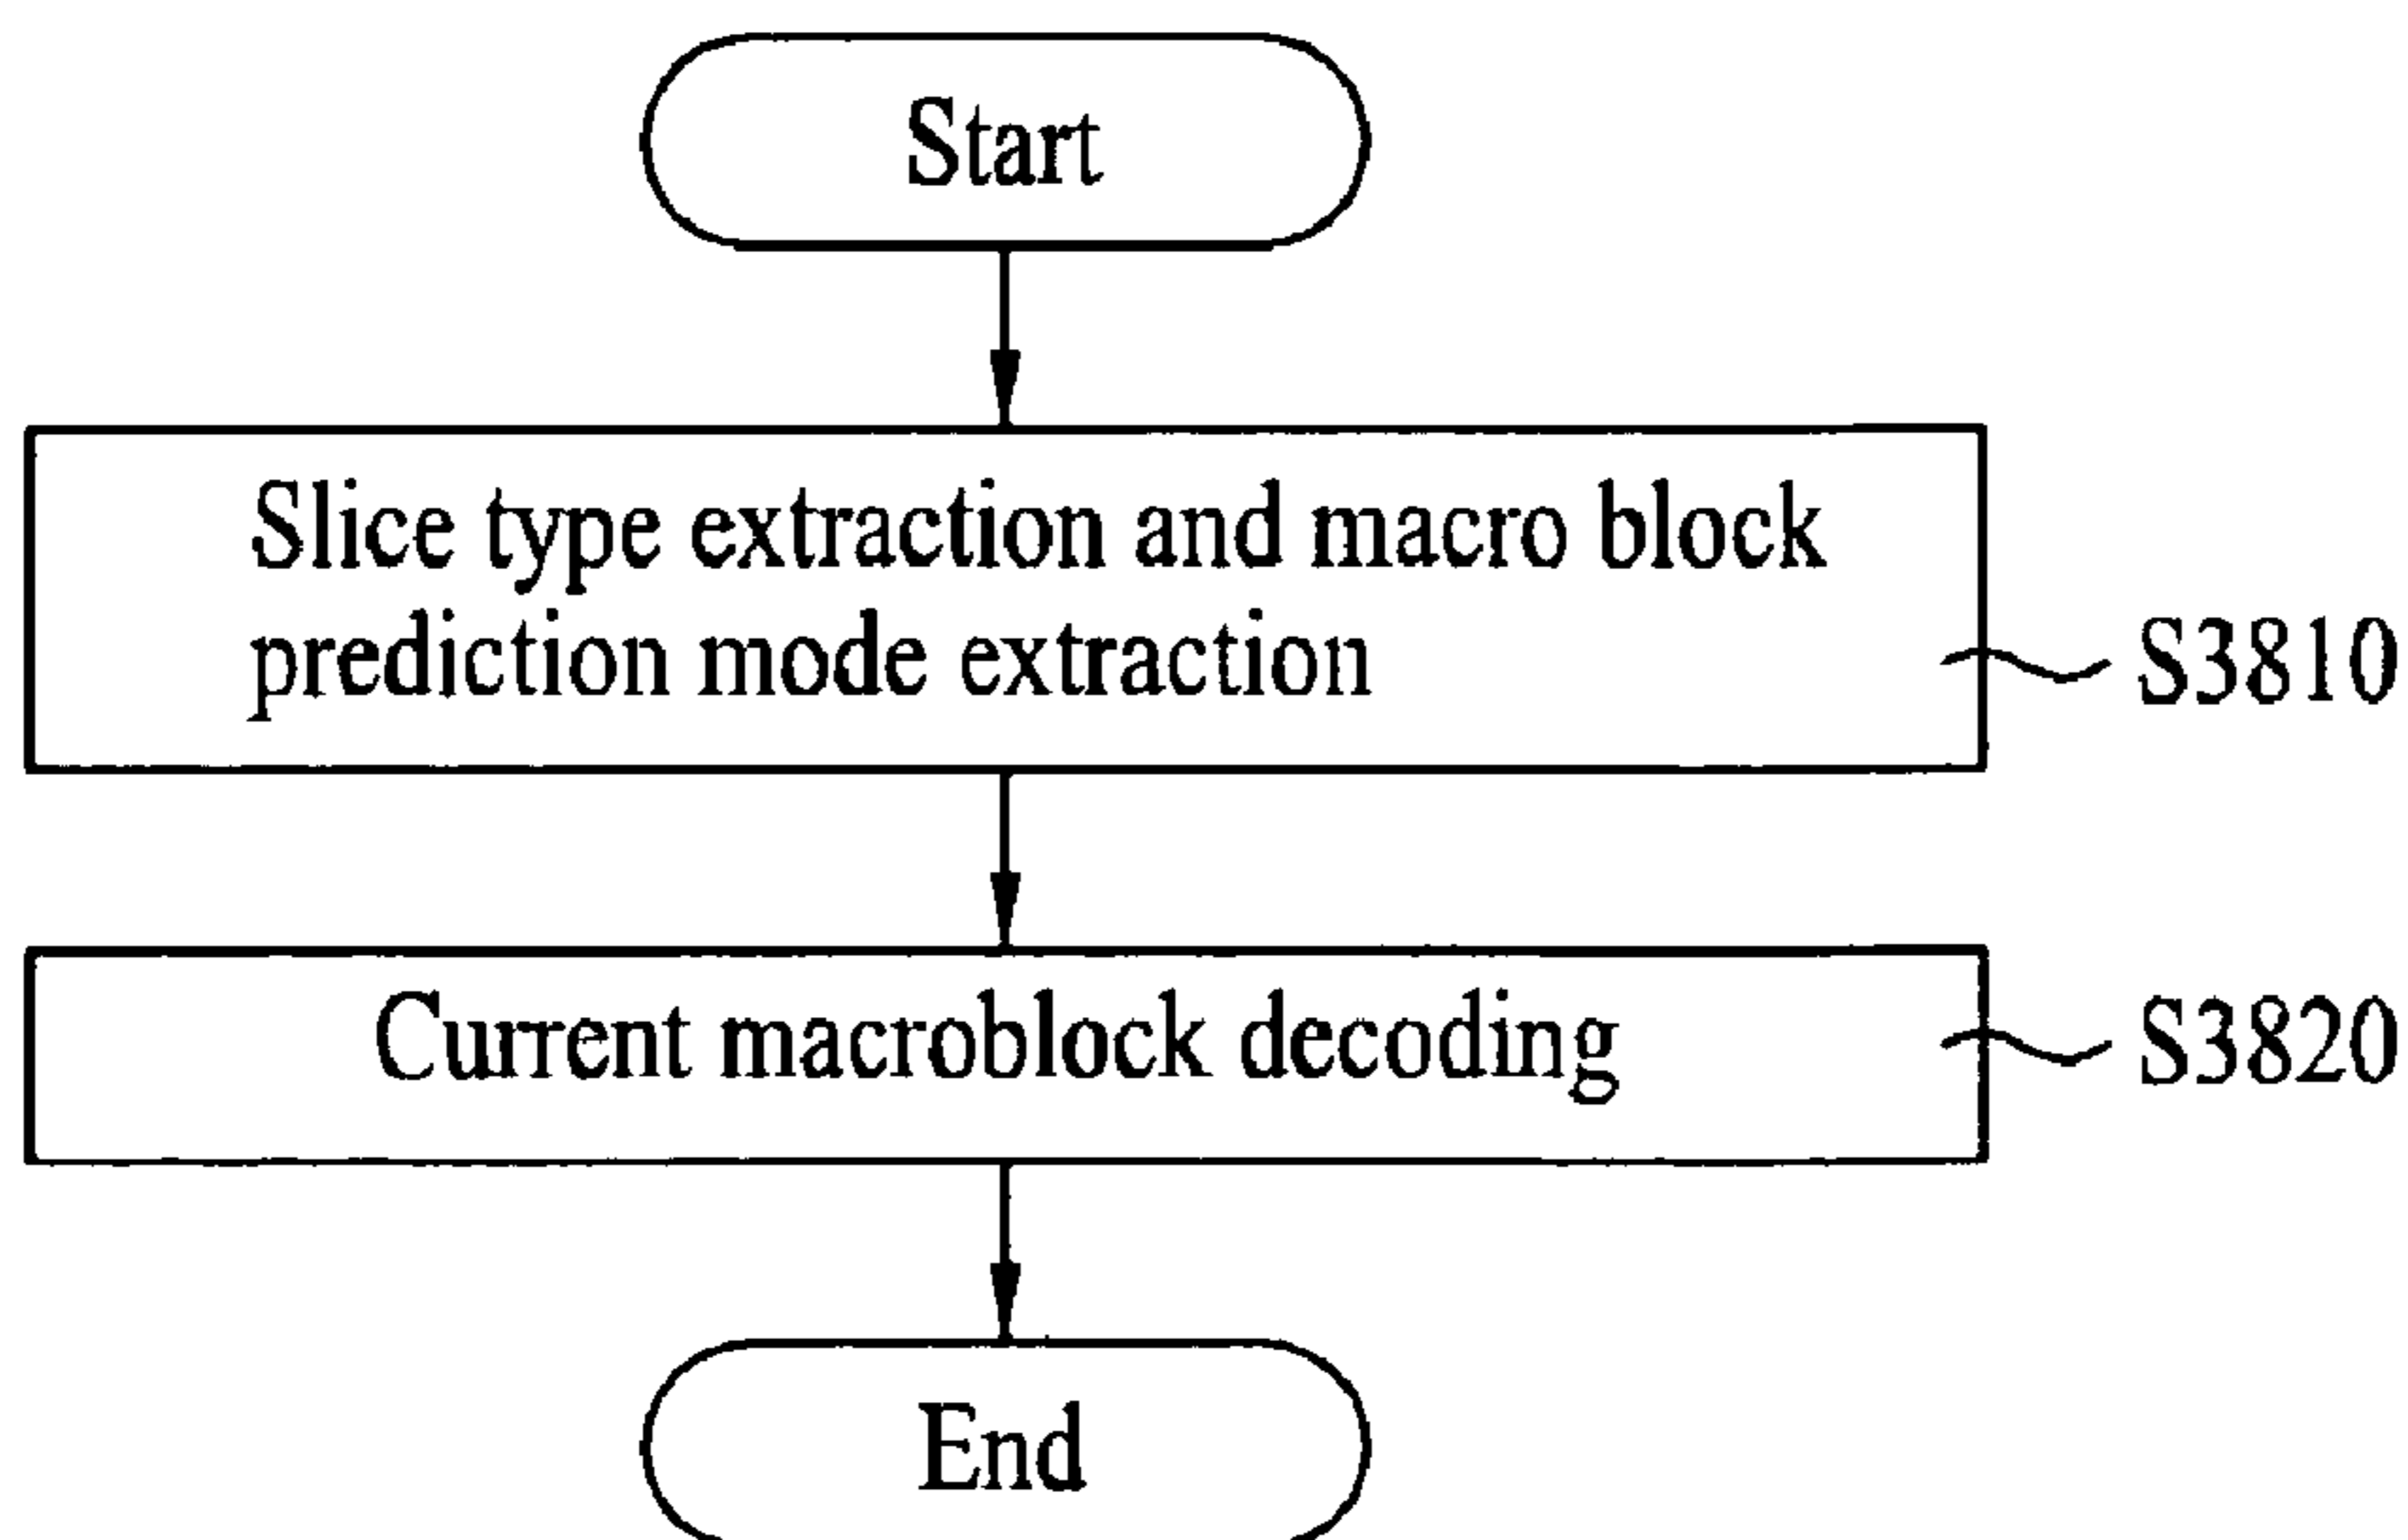 Start
Slice type extraction and macro block
prediction mode extraction
S3810
Current macroblock decoding
S3820
End